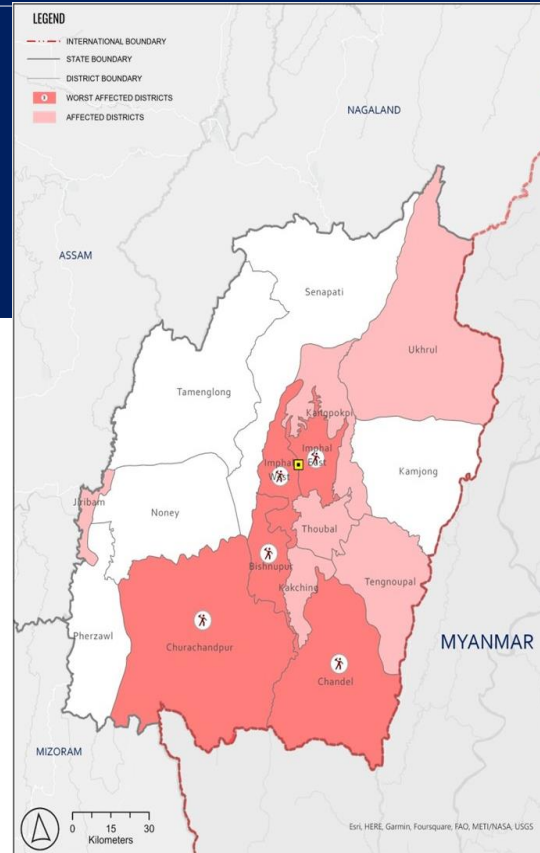 LEGEND
INTERNATIONAL BOUNDARY
STATE BOUNDARY
DISTRICT BOUNDARY
WORST AFFECTED DISTRICTS
AFFECTED DISTRICTS
NAGALAND
ASSAM
Senapati
Ukhrul
Tamenglong
Kangpokpi
Imphal
East
Imphal
West
Kamjong
Jiribam
Noney
Thoubal
Bishnupur
Kakching
Tengnoupal
Pherzawl
Churachandpur
MYANMAR
Chandel
MIZORAM
0 15 30
Kilometers
Esri, HERE, Garmin, Foursquare, FAO, METI/NASA, USGS